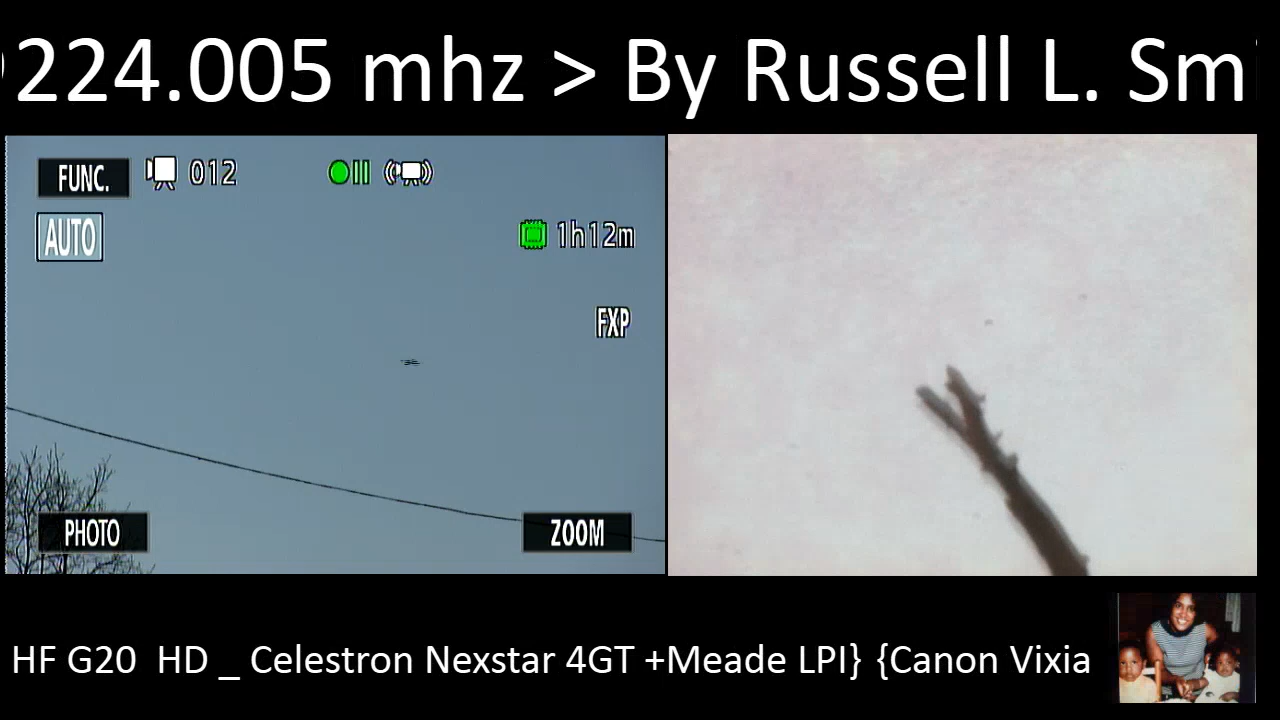 224.005 mhz > By Russell L. Sm
FUNC. 012
AUTO
1h12m
FXP
PHOTO ZOOM
HF G20 HD _ Celestron Nexstar 4GT +Meade LPI} {Canon Vixia